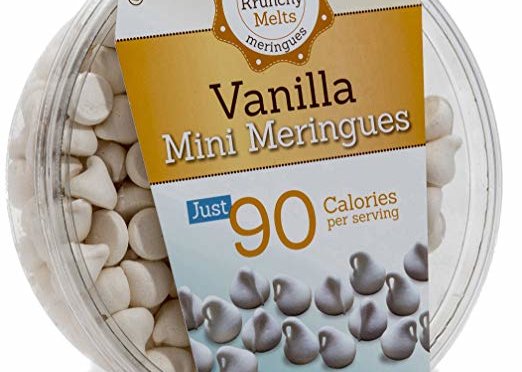 Krunchy
Melts
meringues
Vanilla
Mini Meringues
Just 90 Calories
per serving